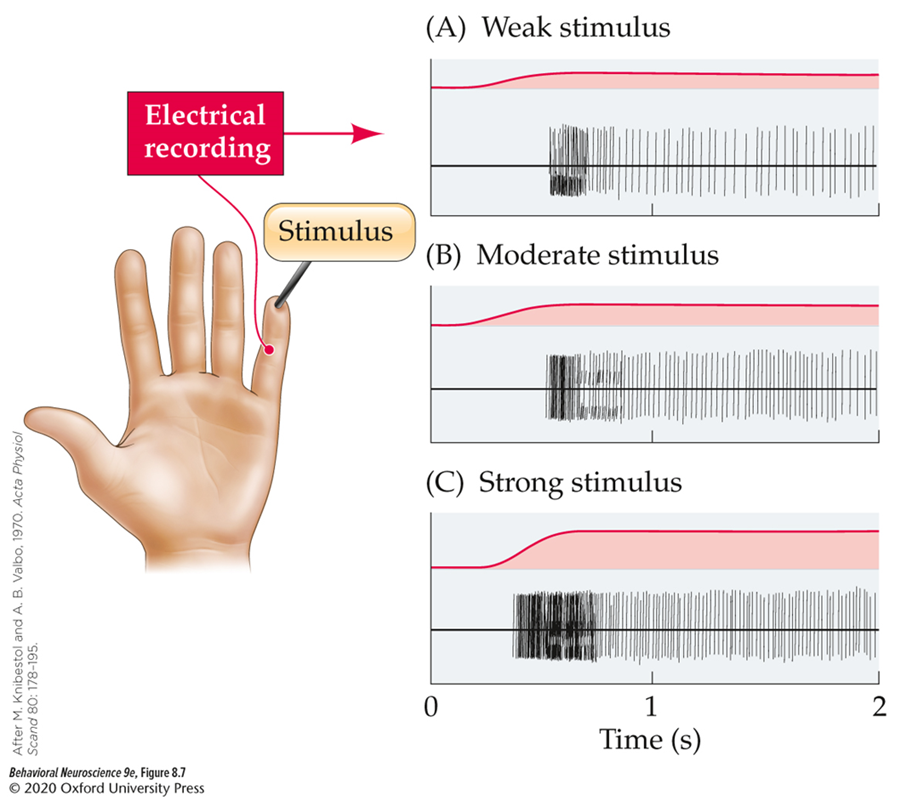 (A) Weak stimulus
Electrical
recording
Stimulus
(B) Moderate stimulus
(C) Strong stimulus
0 1 2
Time (s)
After M. Knibestol and A. B. Valbo. 1970. Acta Physiol
Scand 80: 178–195.
Behavioral Neuroscience 9e, Figure 8.7
© 2020 Oxford University Press